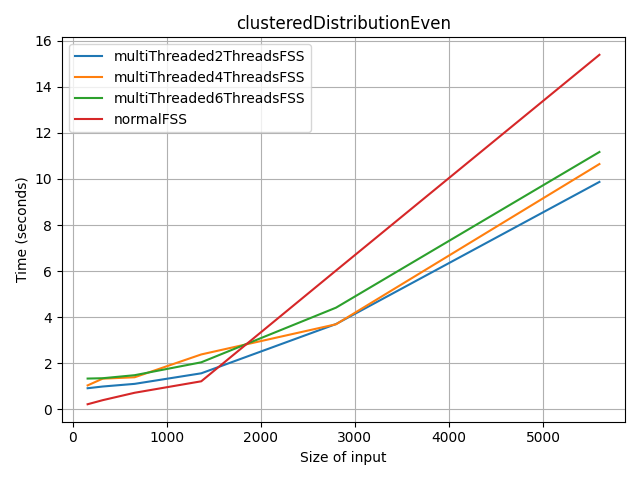 clusteredDistributionEven
multiThreaded2ThreadsFSS
multiThreaded4ThreadsFSS
multiThreaded6ThreadsFSS
normalFSS
Time (seconds)
16
14
12
10
8
6
4
2
0
0 1000 2000 3000 4000 5000
Size of input